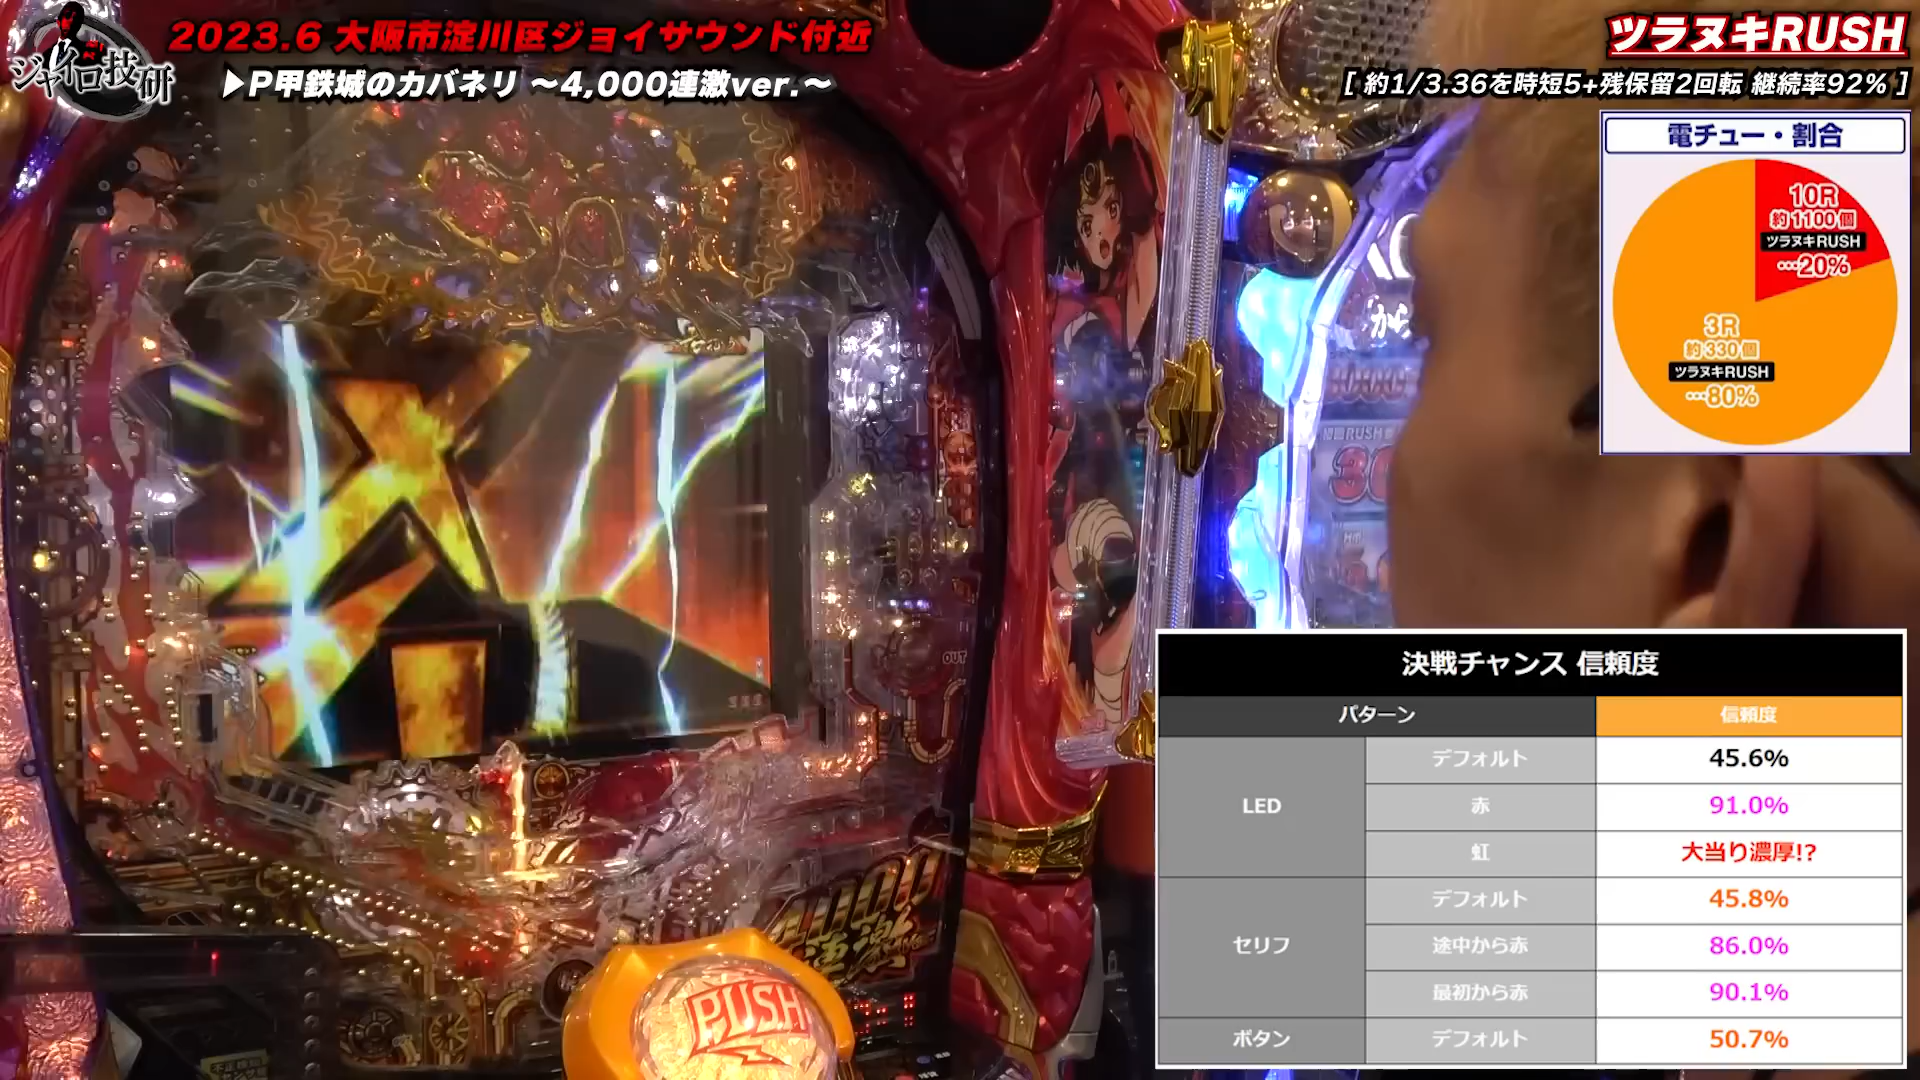 ジャイロ技研
2023.6 大阪市淀川区ジョイサウンド付近
▶P甲鉄城のカバネリ ～4,000連激ver.～
ツラヌキRUSH
[ 約1/3.36を時短5+残保留2回転 継続率92% ]
電チュー・割合
10R
約1100個
ツラヌキRUSH
…20%
3R
約330個
ツラヌキRUSH
…80%
から
OUT
4000
連激
PUSH
決戦チャンス 信頼度
パターン 信頼度
LED デフォルト 45.6%
赤 91.0%
虹 大当り濃厚!?
セリフ デフォルト 45.8%
途中から赤 86.0%
最初から赤 90.1%
ボタン デフォルト 50.7%